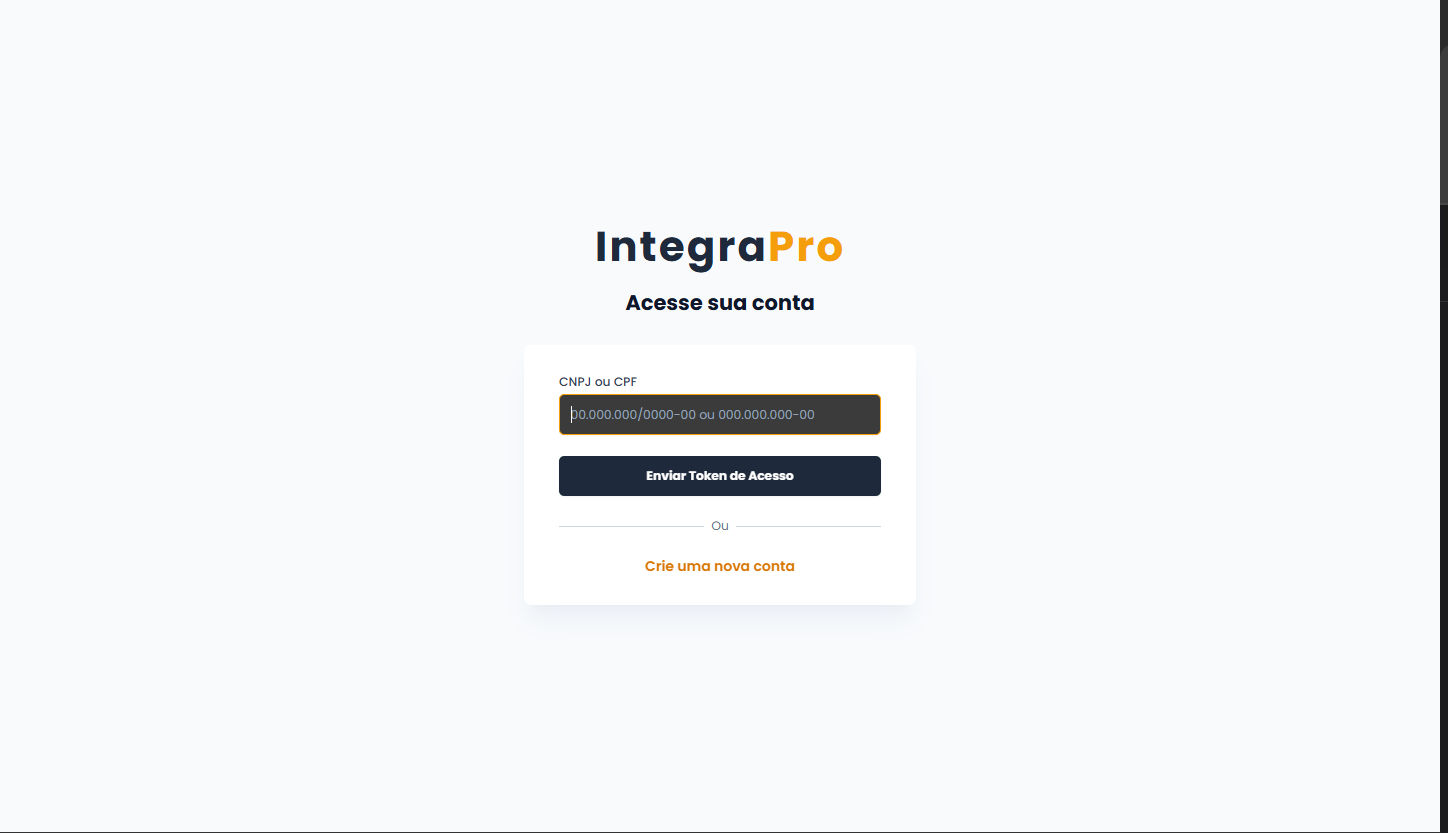 IntegraPro
Acesse sua conta
CNPJ ou CPF
00.000.000/0000-00 ou 000.000.000-00
Enviar Token de Acesso
Ou
Crie uma nova conta